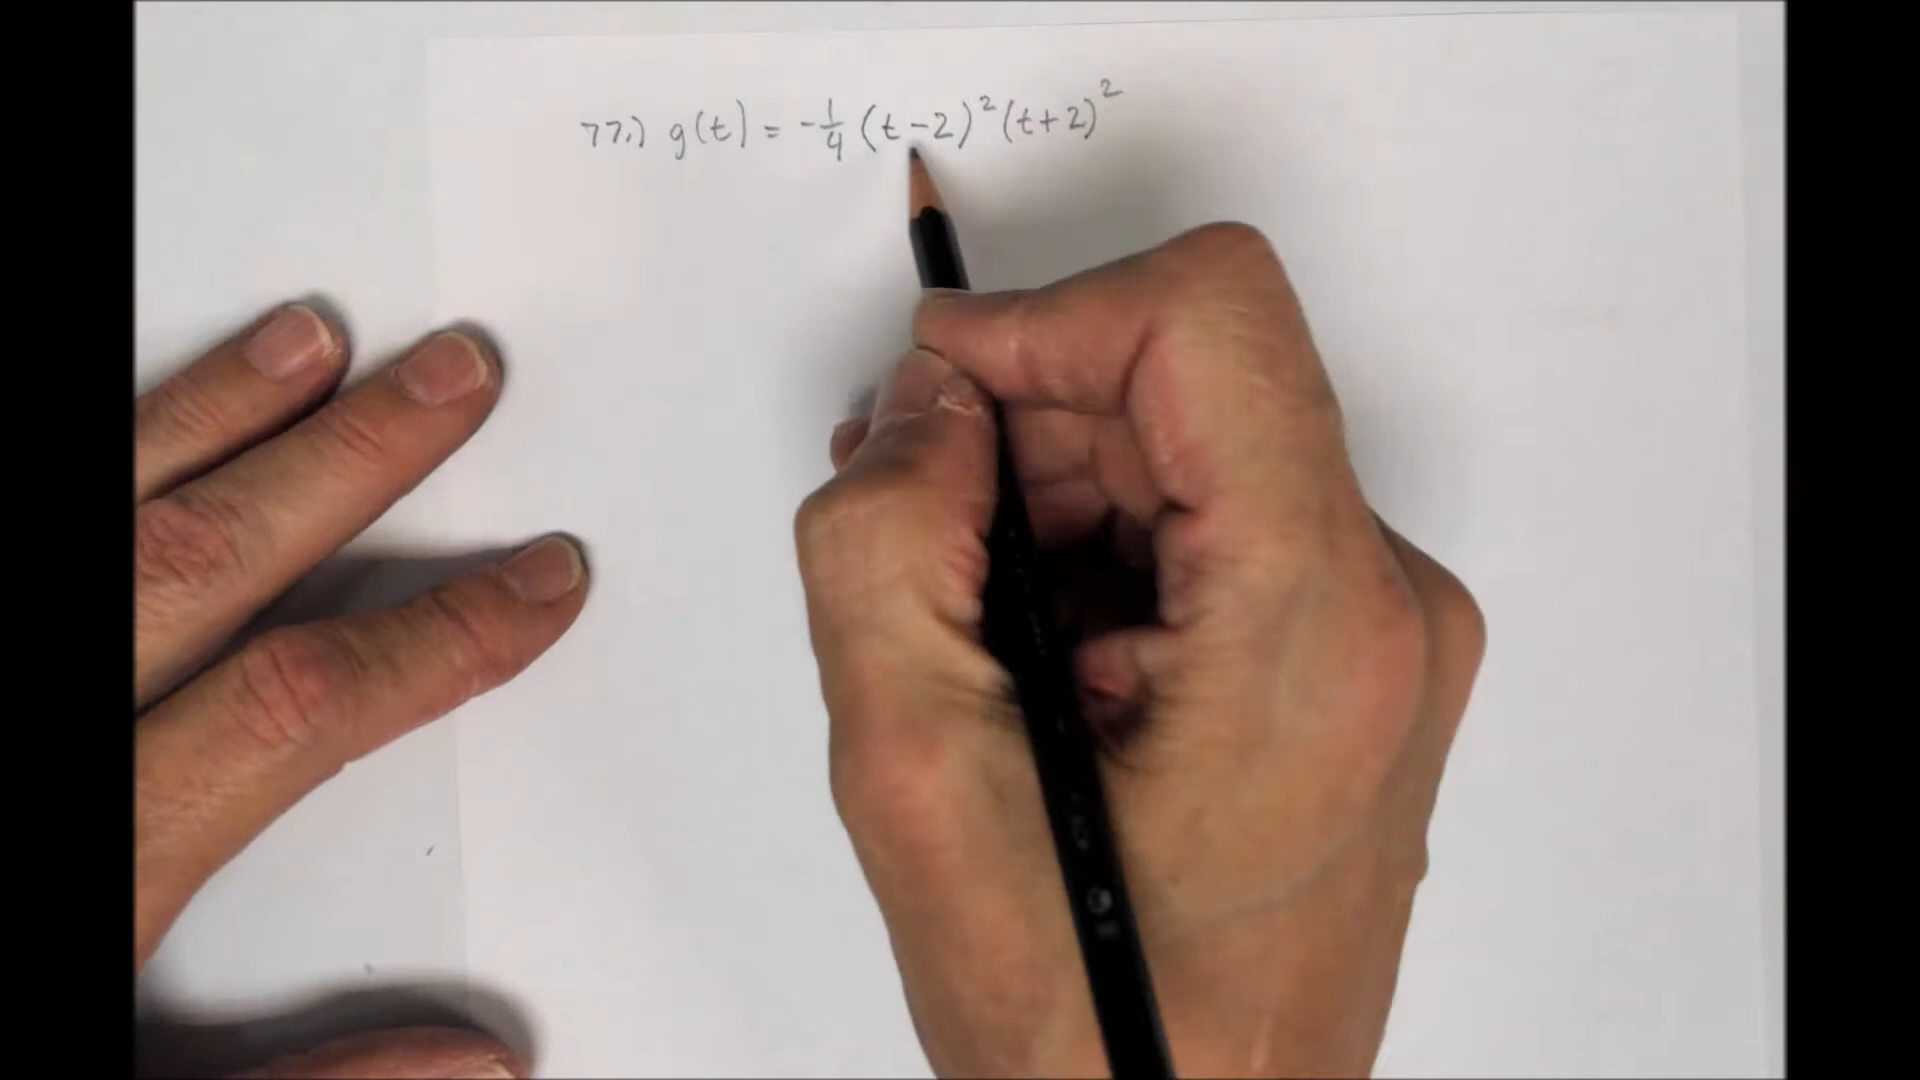 77.) g(t) = -1/4 (t-2)² (t+2)²